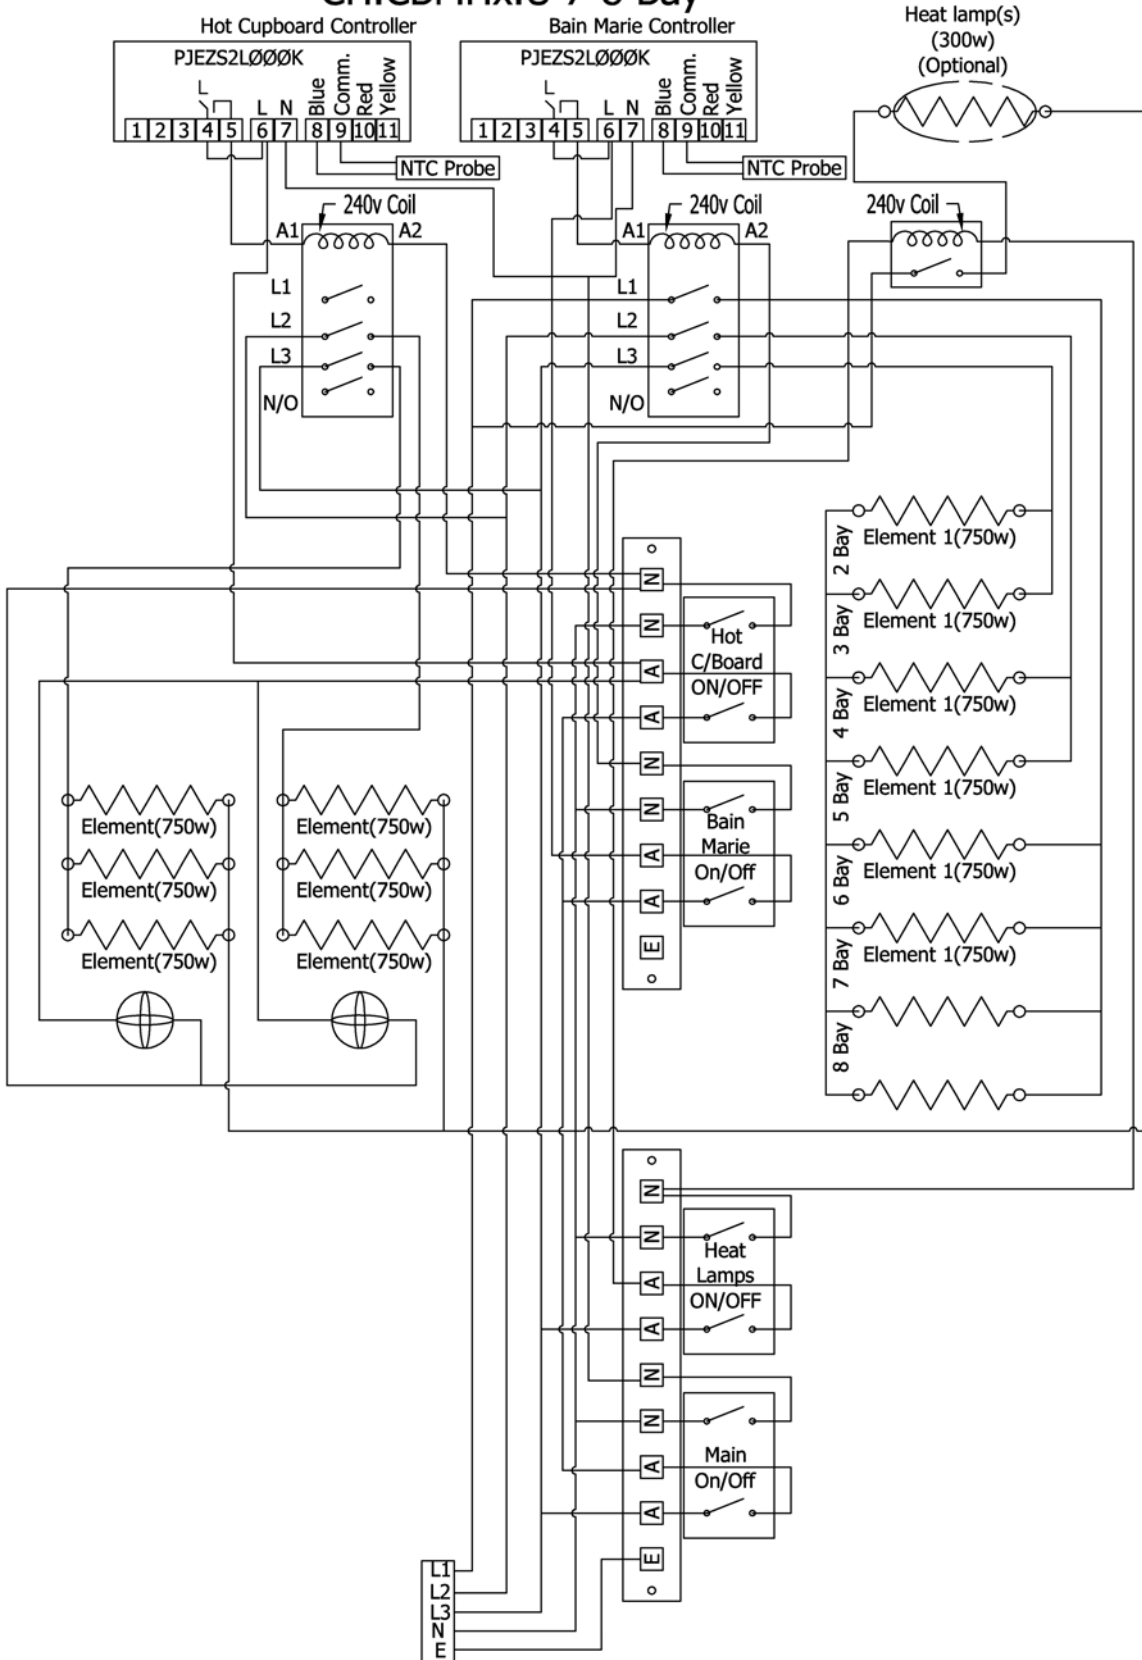 Hot Cupboard Controller
Bain Marie Controller
Heat lamp(s)
(300w)
(Optional)
PJEZS2LØØØK
L
L N
Blue
Comm.
Red
Yellow
1 2 3 4 5 6 7 8 9 10 11
NTC Probe
PJEZS2LØØØK
L
L N
Blue
Comm.
Red
Yellow
1 2 3 4 5 6 7 8 9 10 11
NTC Probe
240v Coil
A1
A2
L1
L2
L3
N/O
240v Coil
A1
A2
L1
L2
L3
N/O
240v Coil
2 Bay
Element 1(750w)
3 Bay
Element 1(750w)
4 Bay
Element 1(750w)
5 Bay
Element 1(750w)
6 Bay
Element 1(750w)
7 Bay
Element 1(750w)
8 Bay
N
N
A
A
N
N
A
A
E
Hot
C/Board
ON/OFF
Bain
Marie
On/Off
Element(750w)
Element(750w)
Element(750w)
Element(750w)
Element(750w)
Element(750w)
N
N
A
A
N
N
A
A
E
Heat
Lamps
ON/OFF
Main
On/Off
L1
L2
L3
N
E